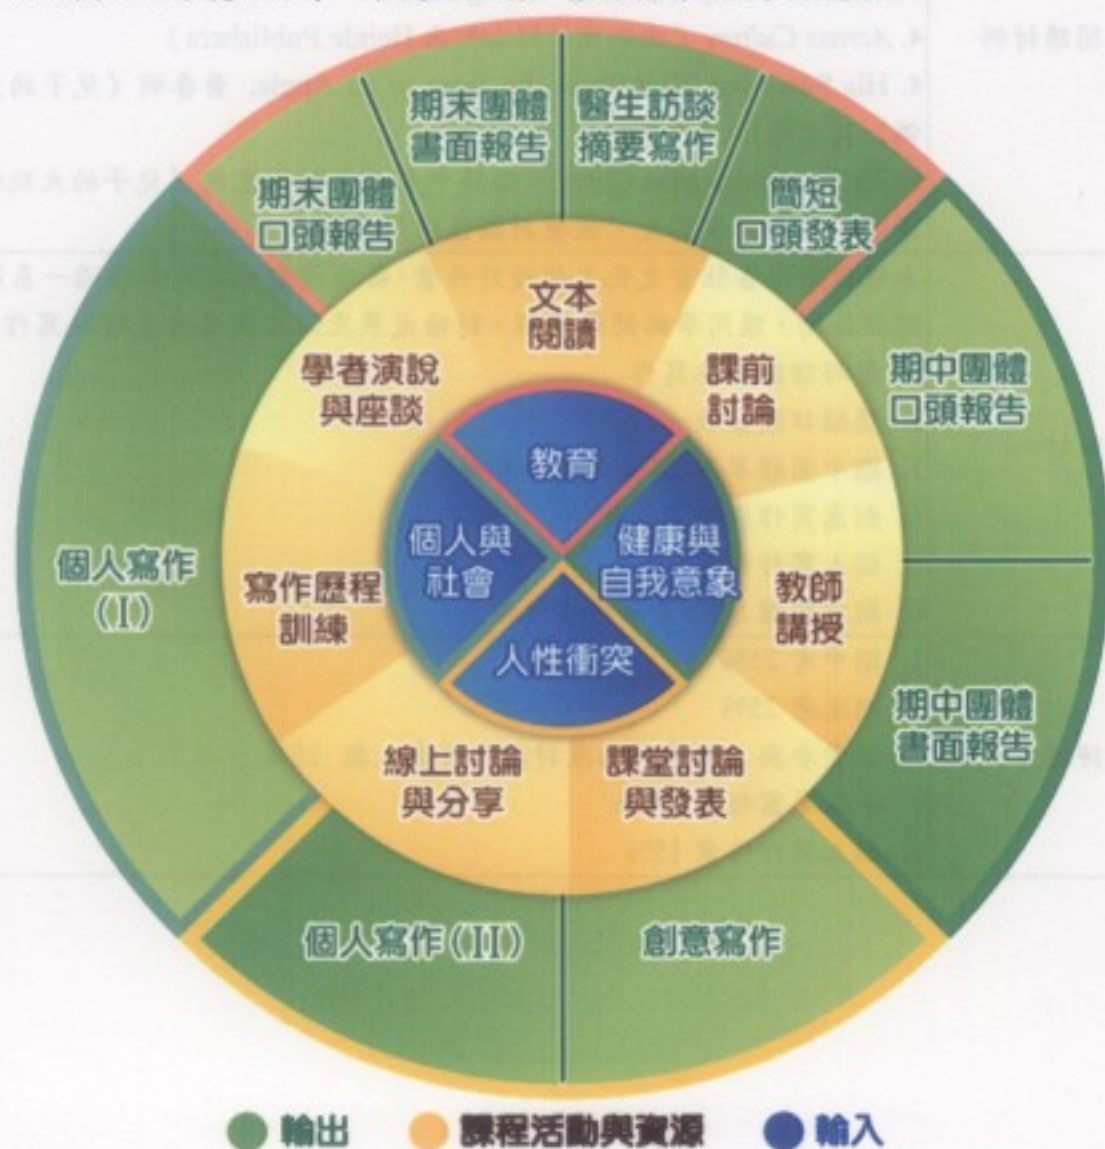 期末團體
書面報告
醫生訪談
摘要寫作
期末團體
口頭報告
簡短
口頭發表
文本
閱讀
學者演說
與座談
課前
討論
期中團體
口頭報告
教育
個人與
社會
健康與
自我意象
人性衝突
個人寫作
(I)
寫作歷程
訓練
教師
講授
期中團體
書面報告
線上討論
與分享
課堂討論
與發表
個人寫作(II)
創意寫作
輸出
課程活動與資源
輸入